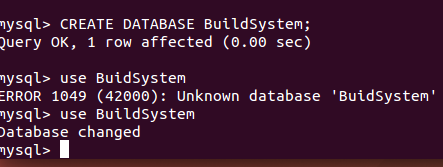 mysql> CREATE DATABASE BuildSystem;
Query OK, 1 row affected (0.00 sec)
mysql> use BuidSystem
ERROR 1049 (42000): Unknown database 'BuidSystem'
mysql> use BuildSystem
Database changed
mysql>